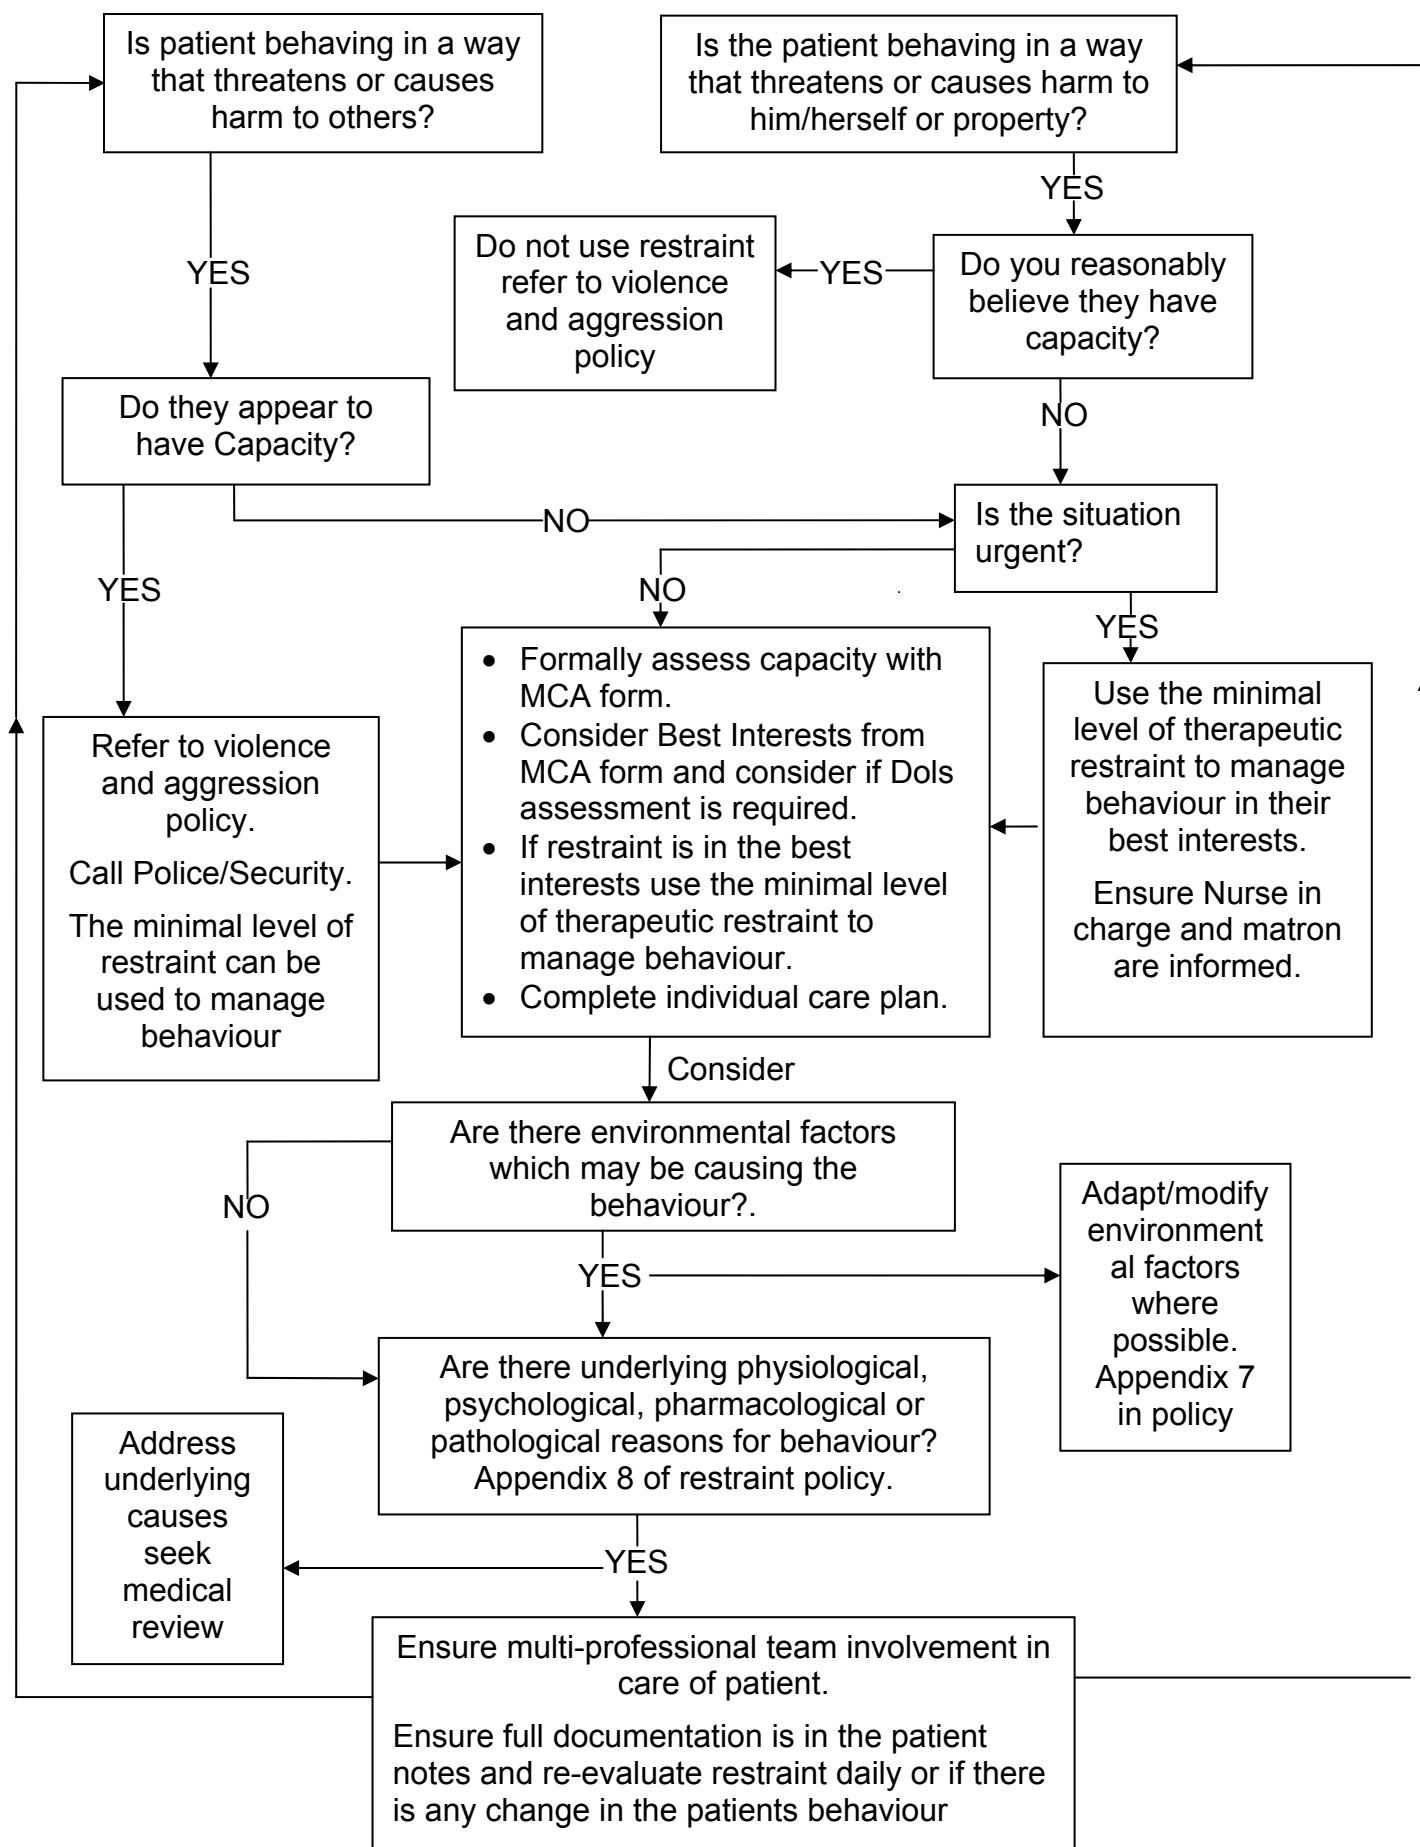 Is patient behaving in a way
that threatens or causes
harm to others?
Is the patient behaving in a way
that threatens or causes harm to
him/herself or property?
YES
Do not use restraint
refer to violence
and aggression
policy
YES
Do you reasonably
believe they have
capacity?
YES
Do they appear to
have Capacity?
NO
NO
Is the situation
urgent?
YES
NO
YES
• Formally assess capacity with
MCA form.
• Consider Best Interests from
MCA form and consider if Dols
assessment is required.
• If restraint is in the best
interests use the minimal level
of therapeutic restraint to
manage behaviour.
• Complete individual care plan.
Use the minimal
level of therapeutic
restraint to manage
behaviour in their
best interests.
Ensure Nurse in
charge and matron
are informed.
Refer to violence
and aggression
policy.
Call Police/Security.
The minimal level of
restraint can be
used to manage
behaviour
Consider
Are there environmental factors
which may be causing the
behaviour?.
NO
YES
Adapt/modify
environment
al factors
where
possible.
Appendix 7
in policy
Are there underlying physiological,
psychological, pharmacological or
pathological reasons for behaviour?
Appendix 8 of restraint policy.
Address
underlying
causes
seek
medical
review
YES
Ensure multi-professional team involvement in
care of patient.
Ensure full documentation is in the patient
notes and re-evaluate restraint daily or if there
is any change in the patients behaviour